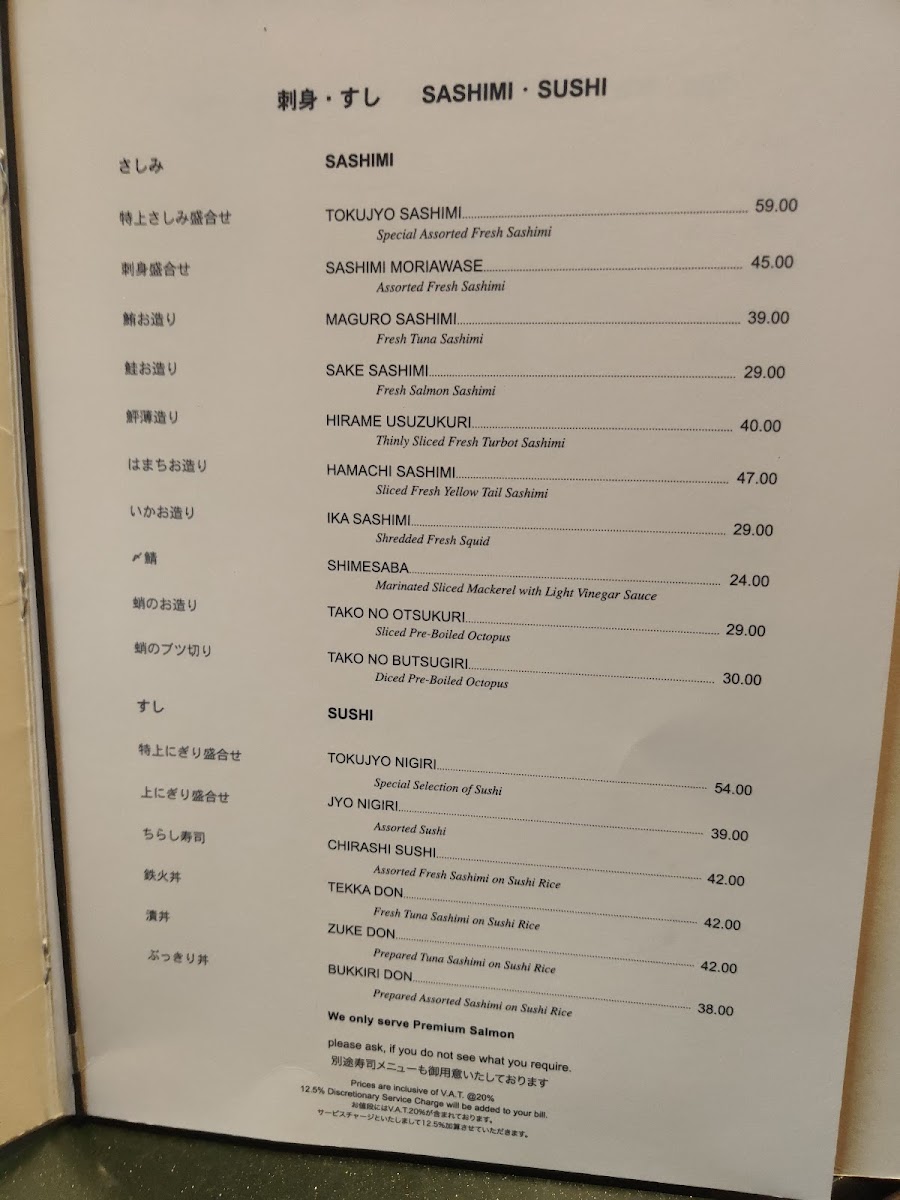 刺身・すし SASHIMI・SUSHI
さしみ SASHIMI
特上さしみ盛合せ TOKUJYO SASHIMI 59.00
Special Assorted Fresh Sashimi
刺身盛合せ SASHIMI MORIAWASE 45.00
Assorted Fresh Sashimi
鮪お造り MAGURO SASHIMI 39.00
Fresh Tuna Sashimi
鮭お造り SAKE SASHIMI 29.00
Fresh Salmon Sashimi
鮃薄造り HIRAME USUZUKURI 40.00
Thinly Sliced Fresh Turbot Sashimi
はまちお造り HAMACHI SASHIMI 47.00
Sliced Fresh Yellow Tail Sashimi
いかお造り IKA SASHIMI 29.00
Shredded Fresh Squid
〆鯖 SHIMESABA 24.00
Marinated Sliced Mackerel with Light Vinegar Sauce
蛸のお造り TAKO NO OTSUKURI 29.00
Sliced Pre-Boiled Octopus
蛸のブツ切り TAKO NO BUTSUGIRI 30.00
Diced Pre-Boiled Octopus
すし SUSHI
特上にぎり盛合せ TOKUJYO NIGIRI 54.00
Special Selection of Sushi
上にぎり盛合せ JYO NIGIRI 39.00
Assorted Sushi
ちらし寿司 CHIRASHI SUSHI 42.00
Assorted Fresh Sashimi on Sushi Rice
鉄火丼 TEKKA DON 42.00
Fresh Tuna Sashimi on Sushi Rice
漬丼 ZUKE DON 42.00
Prepared Tuna Sashimi on Sushi Rice
ぶっきり丼 BUKKIRI DON 38.00
Prepared Assorted Sashimi on Sushi Rice
We only serve Premium Salmon
please ask, if you do not see what you require.
別途寿司メニューも御用意いたしております
Prices are inclusive of V.A.T. @20%
12.5% Discretionary Service Charge will be added to your bill.
お値段にはV.A.T.20%が含まれております。
サービスチャージといたしまして12.5%加算させていただきます。